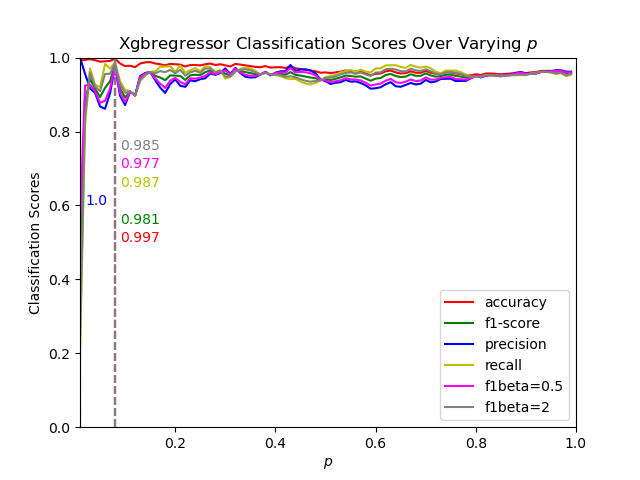 Xgbregressor Classification Scores Over Varying p
Classification Scores
1.0
0.8
0.6
0.4
0.2
0.0
0.985
0.977
0.987
1.0
0.981
0.997
accuracy
f1-score
precision
recall
f1beta=0.5
f1beta=2
0.2
0.4
0.6
0.8
1.0
p